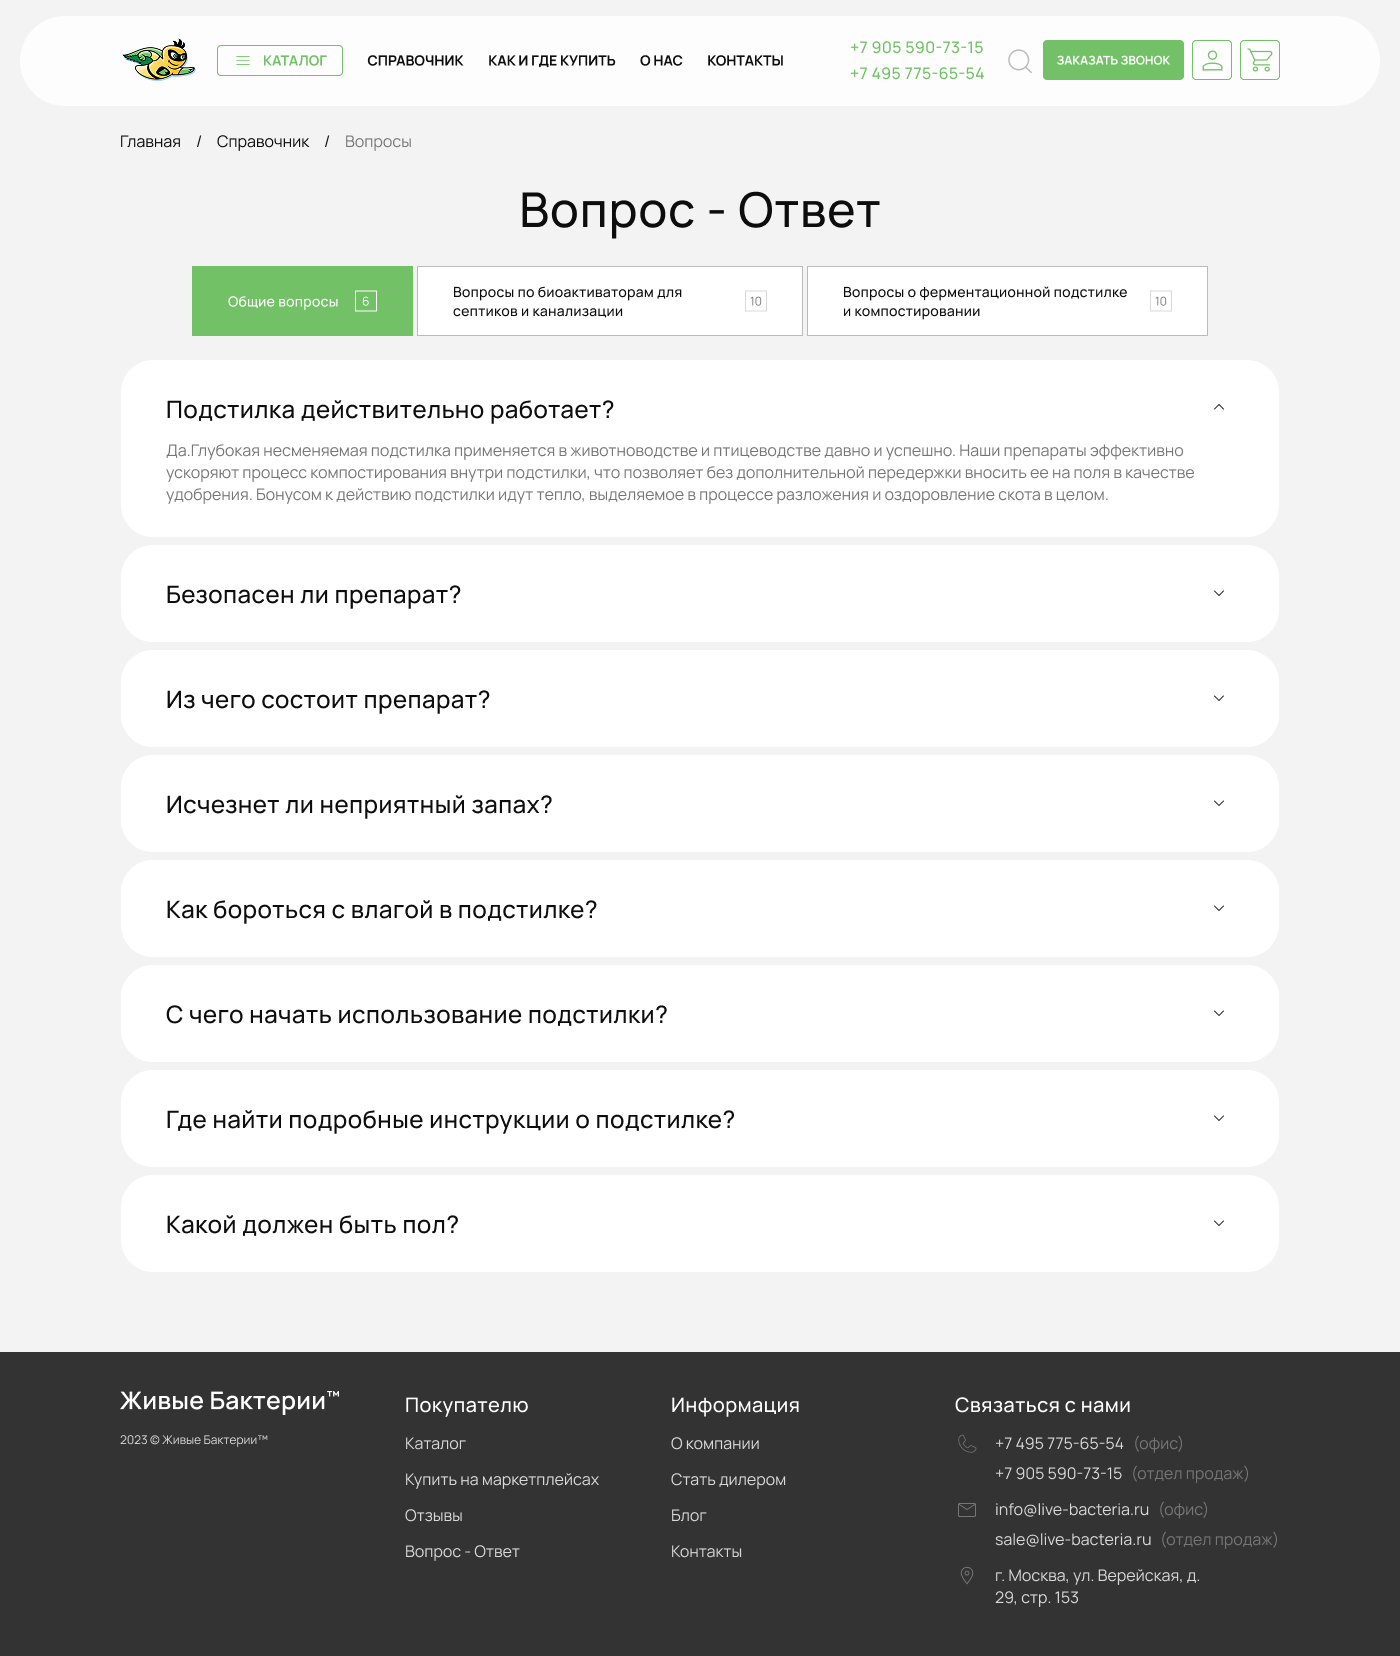 КАТАЛОГ
СПРАВОЧНИК
КАК И ГДЕ КУПИТЬ
О НАС
КОНТАКТЫ
+7 905 590-73-15
+7 495 775-65-54
ЗАКАЗАТЬ ЗВОНОК
Главная / Справочник / Вопросы
Вопрос - Ответ
Общие вопросы 6
Вопросы по биоактиваторам для
септиков и канализации
10
Вопросы о ферментационной подстилке
и компостировании
10
Подстилка действительно работает?
Да.Глубокая несменяемая подстилка применяется в животноводстве и птицеводстве давно и успешно. Наши препараты эффективно
ускоряют процесс компостирования внутри подстилки, что позволяет без дополнительной передержки вносить ее на поля в качестве
удобрения. Бонусом к действию подстилки идут тепло, выделяемое в процессе разложения и оздоровление скота в целом.
Безопасен ли препарат?
Из чего состоит препарат?
Исчезнет ли неприятный запах?
Как бороться с влагой в подстилке?
С чего начать использование подстилки?
Где найти подробные инструкции о подстилке?
Какой должен быть пол?
Живые Бактерии™
2023 © Живые Бактерии™
Покупателю
Каталог
Купить на маркетплейсах
Отзывы
Вопрос - Ответ
Информация
О компании
Стать дилером
Блог
Контакты
Связаться с нами
+7 495 775-65-54 (офис)
+7 905 590-73-15 (отдел продаж)
info@live-bacteria.ru (офис)
sale@live-bacteria.ru (отдел продаж)
г. Москва, ул. Верейская, д.
29, стр. 153